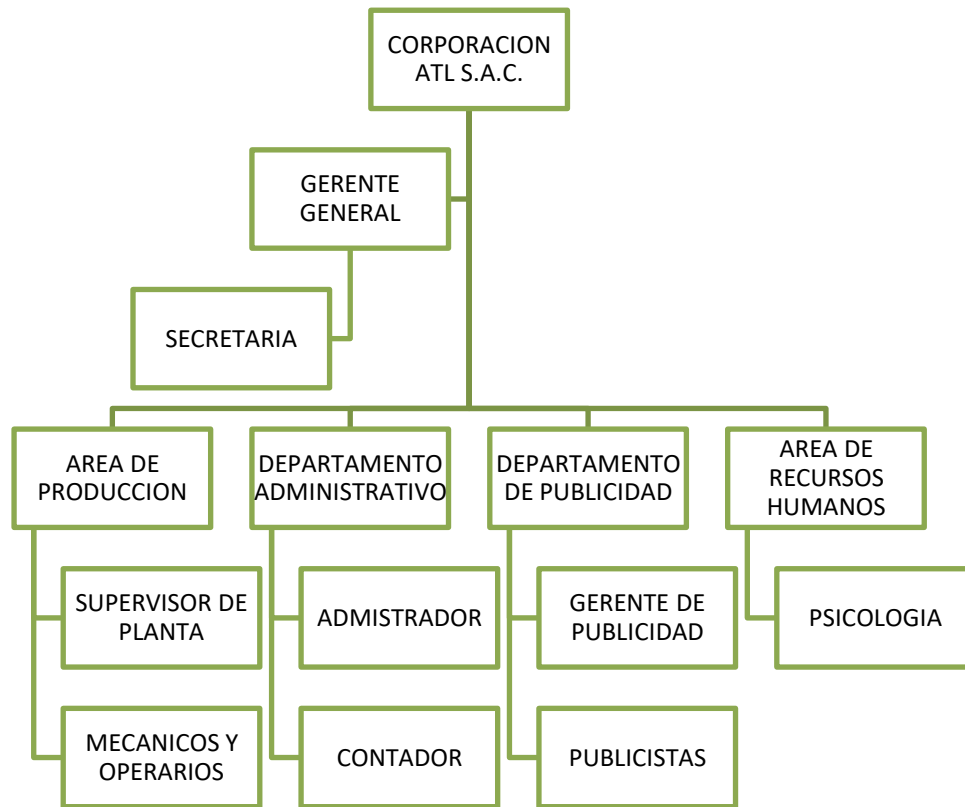 CORPORACION
ATL S.A.C.
GERENTE
GENERAL
SECRETARIA
AREA DE
PRODUCCION
SUPERVISOR DE
PLANTA
MECANICOS Y
OPERARIOS
DEPARTAMENTO
ADMINISTRATIVO
ADMISTRADOR
CONTADOR
DEPARTAMENTO
DE PUBLICIDAD
GERENTE DE
PUBLICIDAD
PUBLICISTAS
AREA DE
RECURSOS
HUMANOS
PSICOLOGIA